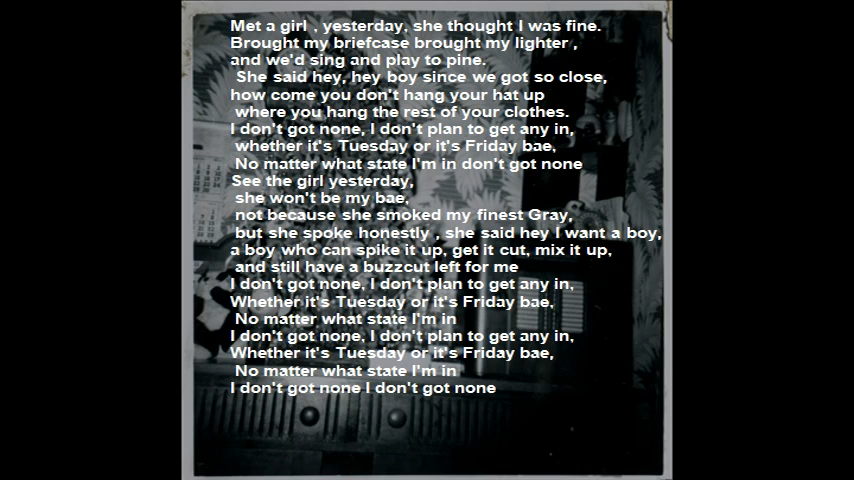 Met a girl , yesterday, she thought I was fine.
Brought my briefcase brought my lighter ,
and we'd sing and play to pine.
She said hey, hey boy since we got so close,
how come you don't hang your hat up
where you hang the rest of your clothes.
I don't got none, I don't plan to get any in,
whether it's Tuesday or it's Friday bae,
No matter what state I'm in don't got none
See the girl yesterday,
she won't be my bae,
not because she smoked my finest Gray,
but she spoke honestly , she said hey I want a boy,
a boy who can spike it up, get it cut, mix it up,
and still have a buzzcut left for me
I don't got none, I don't plan to get any in,
Whether it's Tuesday or it's Friday bae,
No matter what state I'm in
I don't got none, I don't plan to get any in,
Whether it's Tuesday or it's Friday bae,
No matter what state I'm in
I don't got none I don't got none